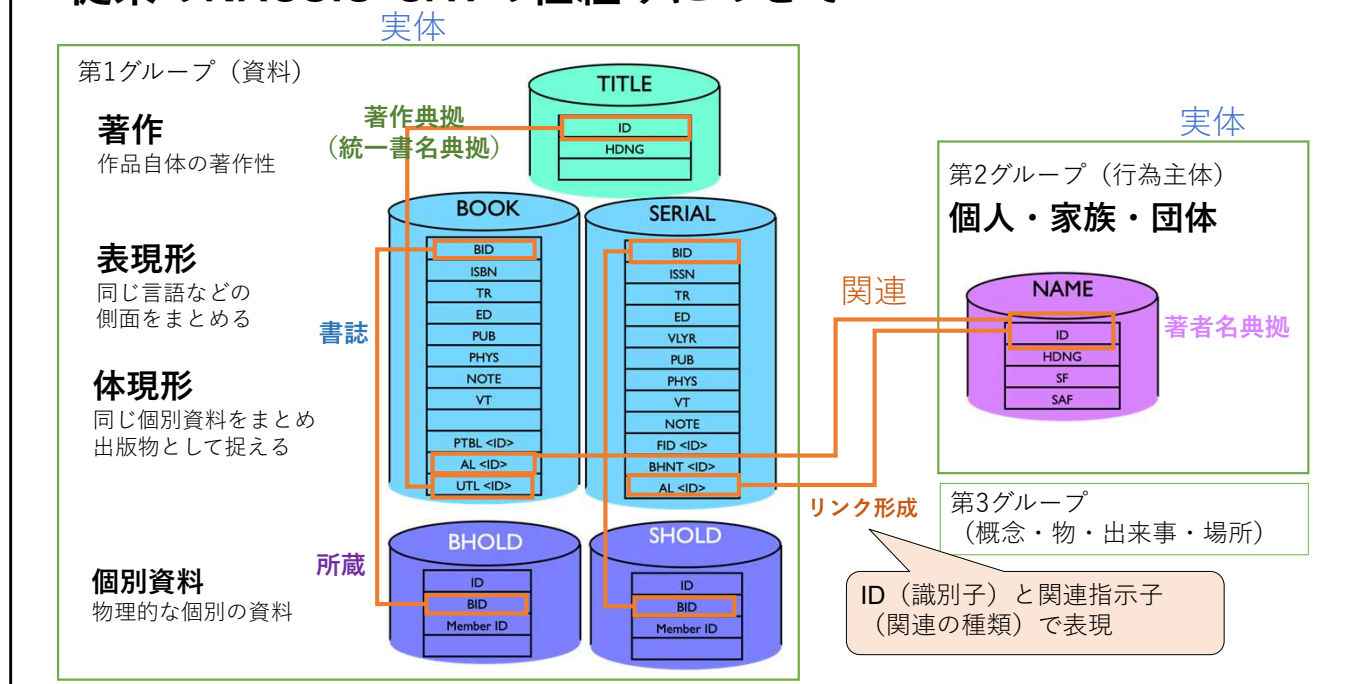 実体
第1グループ（資料）
著作
作品自体の著作性
著作典拠
（統一書名典拠）
TITLE
ID
HDNG
表現形
同じ言語などの
側面をまとめる
体現形
同じ個別資料をまとめ
出版物として捉える
書誌
BOOK
BID
ISBN
TR
ED
PUB
PHYS
NOTE
VT
PTBL <ID>
AL <ID>
UTL <ID>
SERIAL
BID
ISSN
TR
ED
VLYR
PUB
PHYS
VT
NOTE
FID <ID>
BHNT <ID>
AL <ID>
個別資料
物理的な個別の資料
所蔵
BHOLD
ID
BID
Member ID
SHOLD
ID
BID
Member ID
関連
リンク形成
実体
第2グループ（行為主体）
個人・家族・団体
NAME
ID
HDNG
SF
SAF
著者名典拠
第3グループ
（概念・物・出来事・場所）
ID（識別子）と関連指示子
（関連の種類）で表現